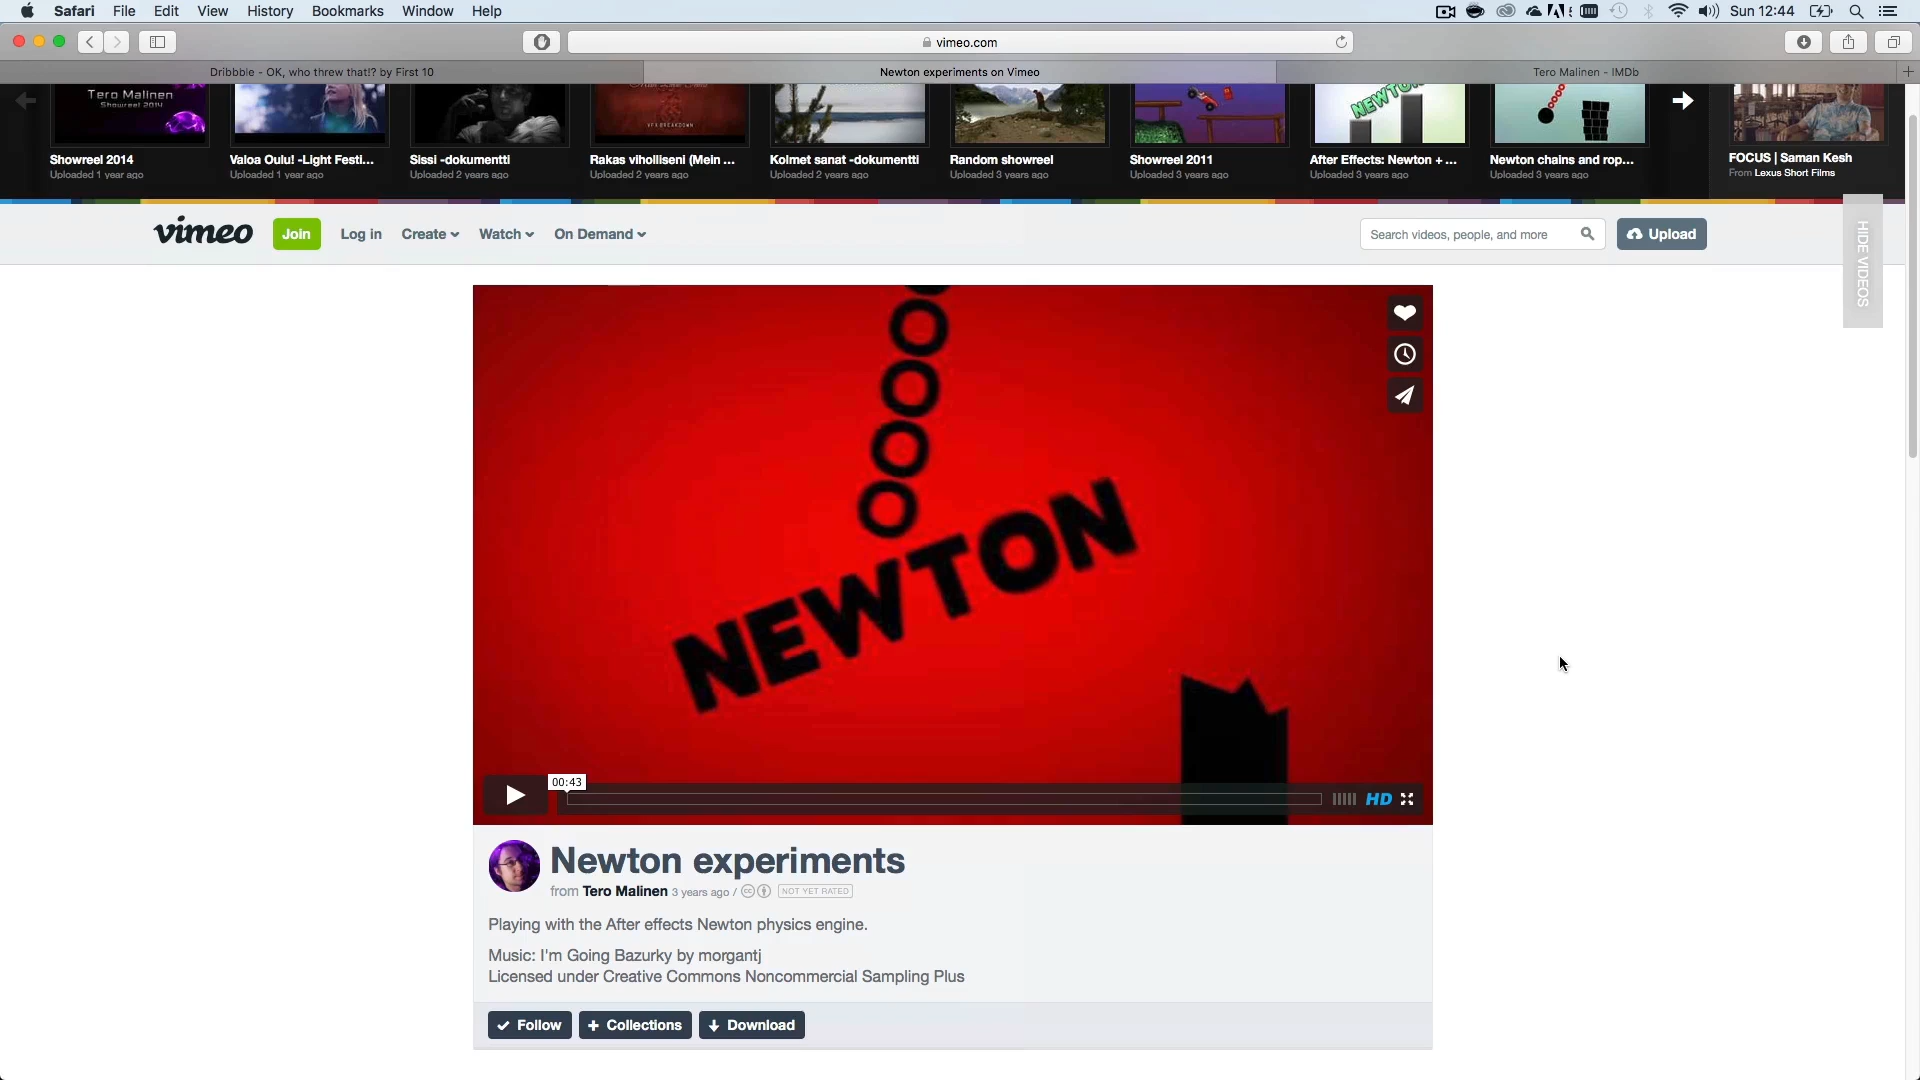 Safari File Edit View History Bookmarks Window Help
Sun 12:44
vimeo.com
Dribbble - OK, who threw that!? by First 10
Newton experiments on Vimeo
Tero Malinen - IMDb
Tero Malinen
Showreel 2014
VFX BREAKDOWN
NEWTON
Showreel 2014
Uploaded 1 year ago
Valoa Oulu! -Light Festi...
Uploaded 1 year ago
Sissi -dokumentti
Uploaded 2 years ago
Rakas viholliseni (Mein ...
Uploaded 2 years ago
Kolmet sanat -dokumentti
Uploaded 2 years ago
Random showreel
Uploaded 3 years ago
Showreel 2011
Uploaded 3 years ago
After Effects: Newton + ...
Uploaded 3 years ago
Newton chains and rop...
Uploaded 3 years ago
FOCUS | Saman Kesh
From Lexus Short Films
vimeo
Join
Log in
Create
Watch
On Demand
Search videos, people, and more
Upload
HIDE VIDEOS
NEWTON
00:43
HD
Newton experiments
from Tero Malinen 3 years ago / cc NOT YET RATED
Playing with the After effects Newton physics engine.
Music: I'm Going Bazurky by morgantj
Licensed under Creative Commons Noncommercial Sampling Plus
Follow
+ Collections
Download